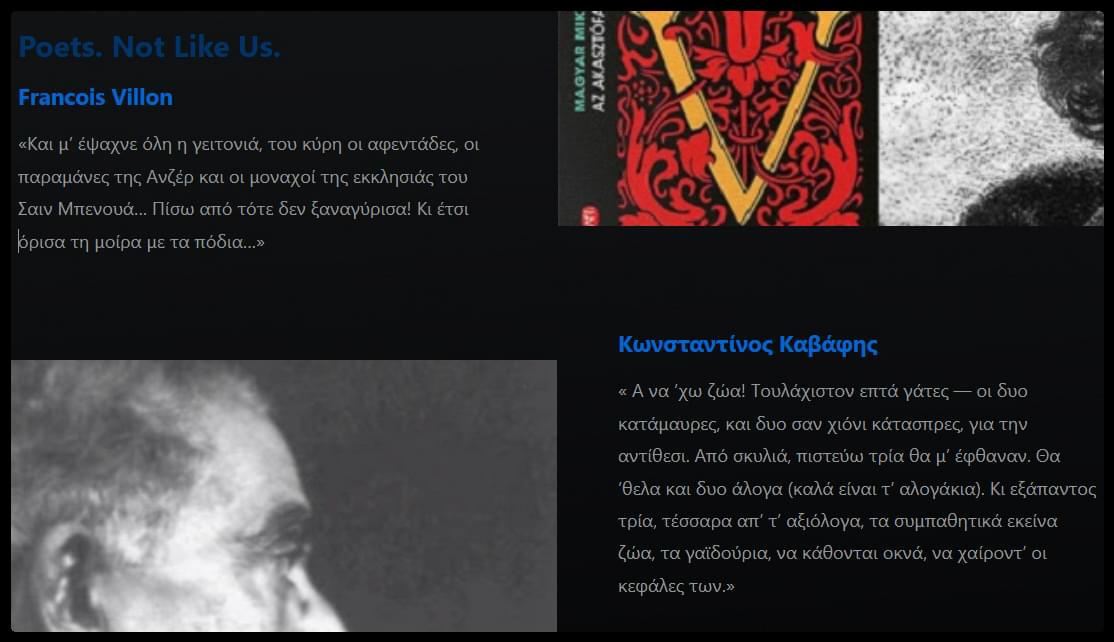 Poets. Not Like Us.
Francois Villon
«Και μ’ έψαχνε όλη η γειτονιά, του κύρη οι αφεντάδες, οι
παραμάνες της Ανζέρ και οι μοναχοί της εκκλησιάς του
Σαιν Μπενουά... Πίσω από τότε δεν ξαναγύρισα! Κι έτσι
όρισα τη μοίρα με τα πόδια...»
MAGYAR MIK
AZ AKASZTÓFA
Κωνσταντίνος Καβάφης
« Α να ’χω ζώα! Τουλάχιστον επτά γάτες — οι δυο
κατάμαυρες, και δυο σαν χιόνι κάτασπρες, για την
αντίθεσι. Από σκυλιά, πιστεύω τρία θα μ’ έφθαναν. Θα
’θελα και δυο άλογα (καλά είναι τ’ αλογάκια). Κι εξάπαντος
τρία, τέσσαρα απ’ τ’ αξιόλογα, τα συμπαθητικά εκείνα
ζώα, τα γαϊδούρια, να κάθονται οκνά, να χαίροντ’ οι
κεφάλες των.»